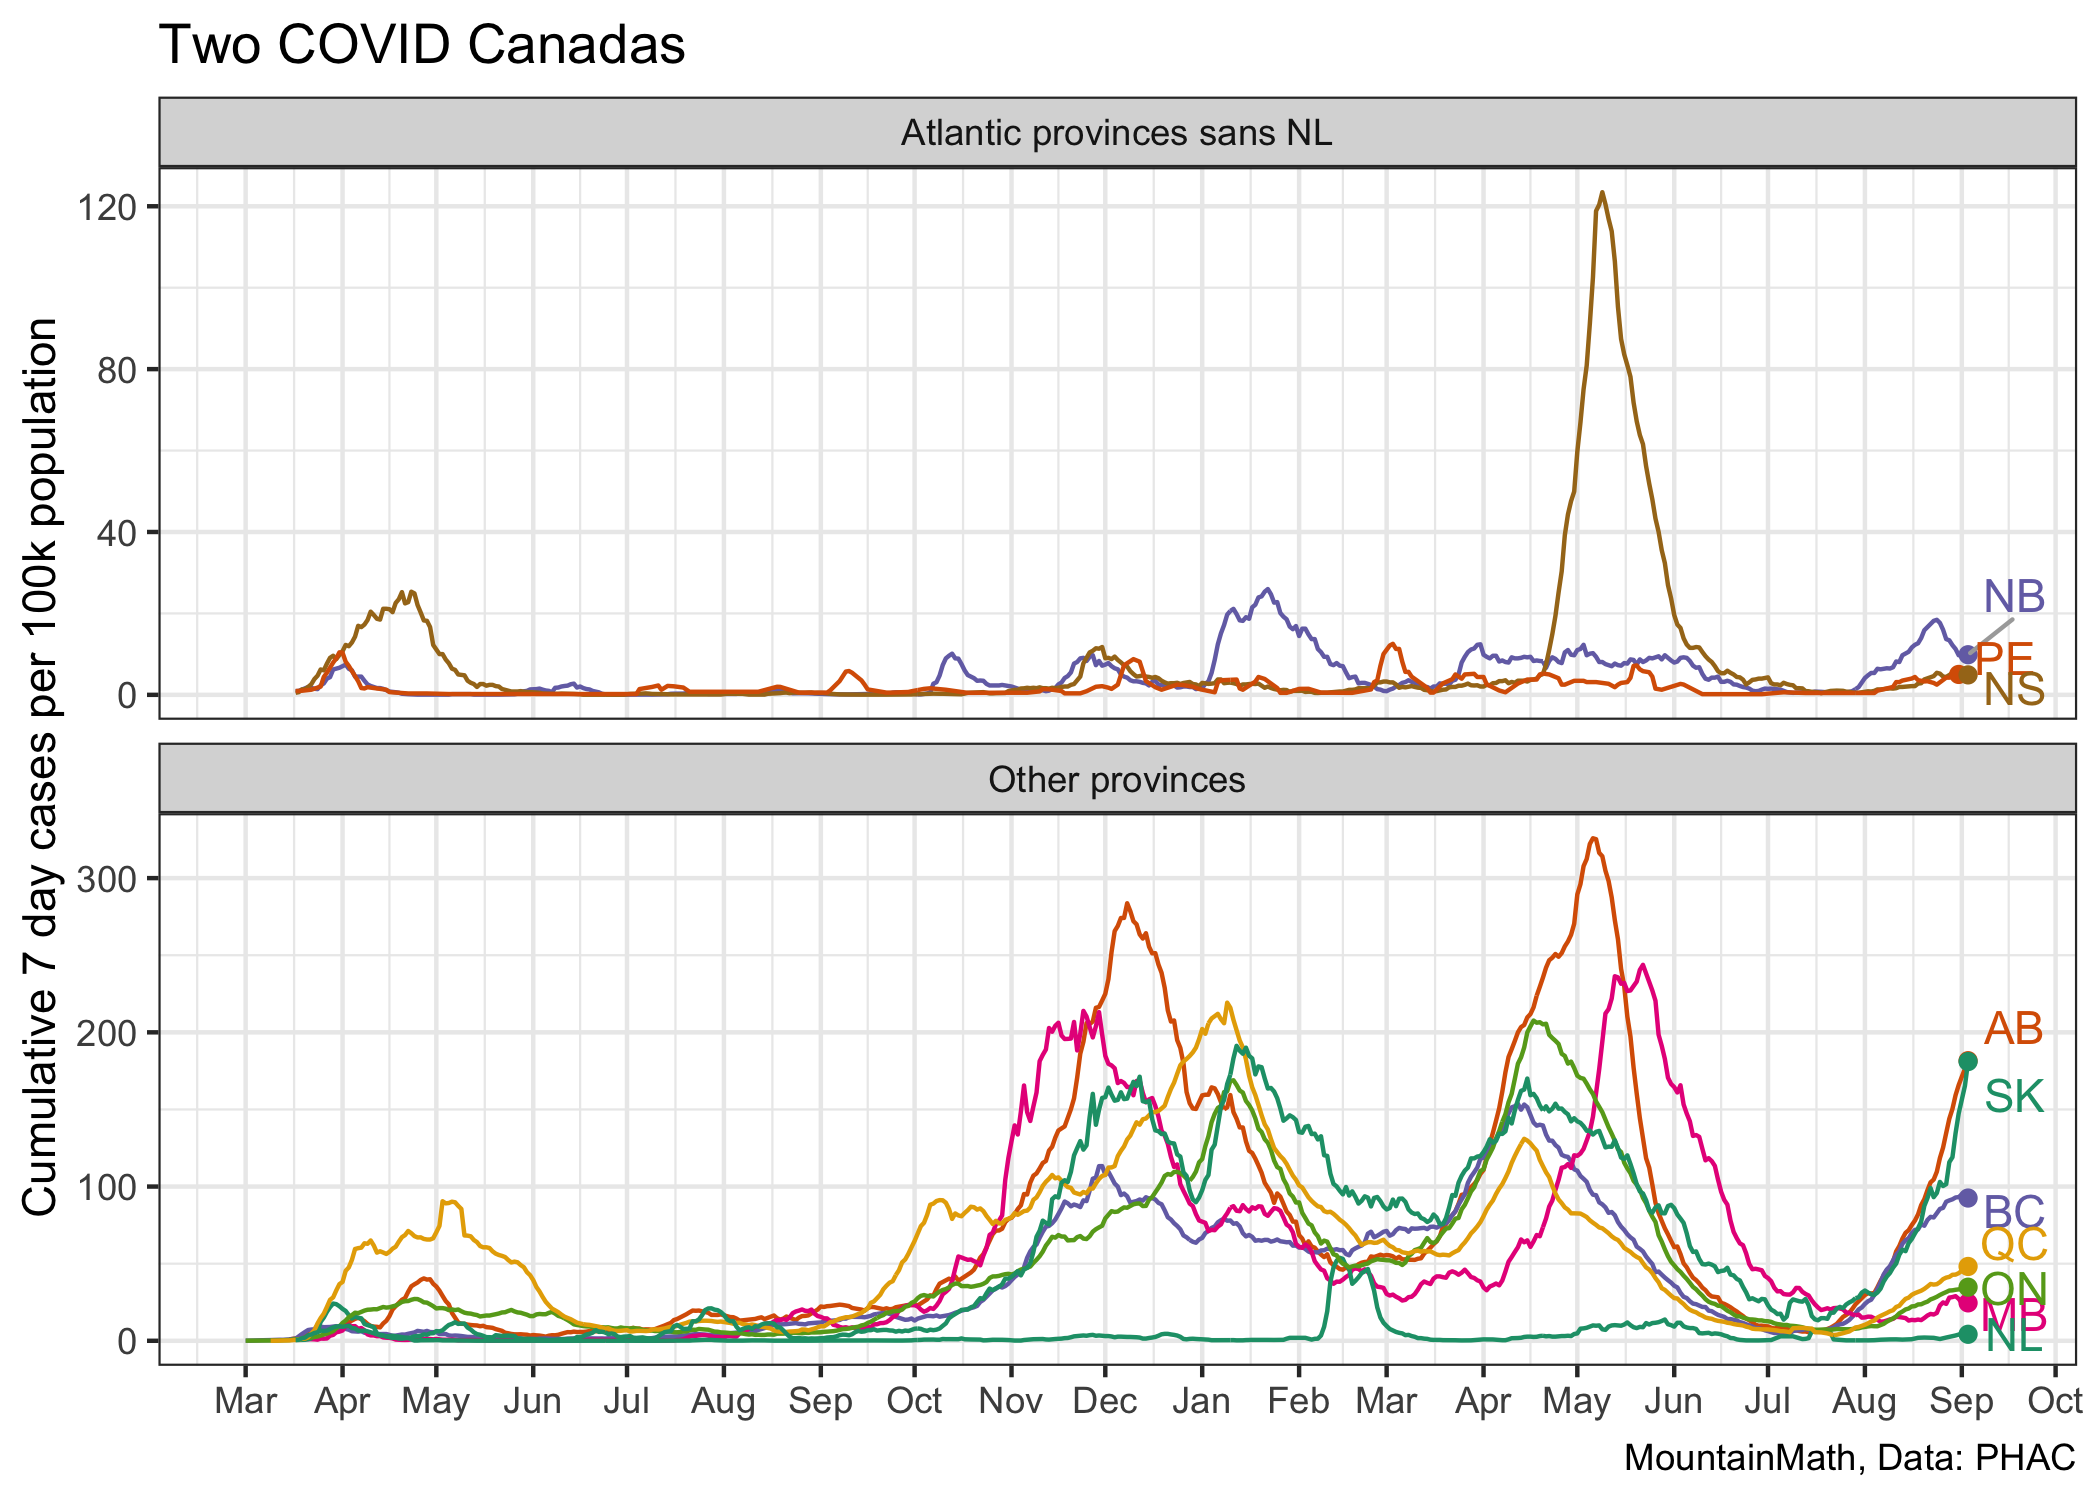 Two COVID Canadas
Atlantic provinces sans NL
120
80
40
0
NB
PE
NS
Cumulative 7 day cases per 100k population
Other provinces
300
200
100
0
AB
SK
BC
QC
ON
MB
NL
Mar Apr May Jun Jul Aug Sep Oct Nov Dec Jan Feb Mar Apr May Jun Jul Aug Sep Oct
MountainMath, Data: PHAC